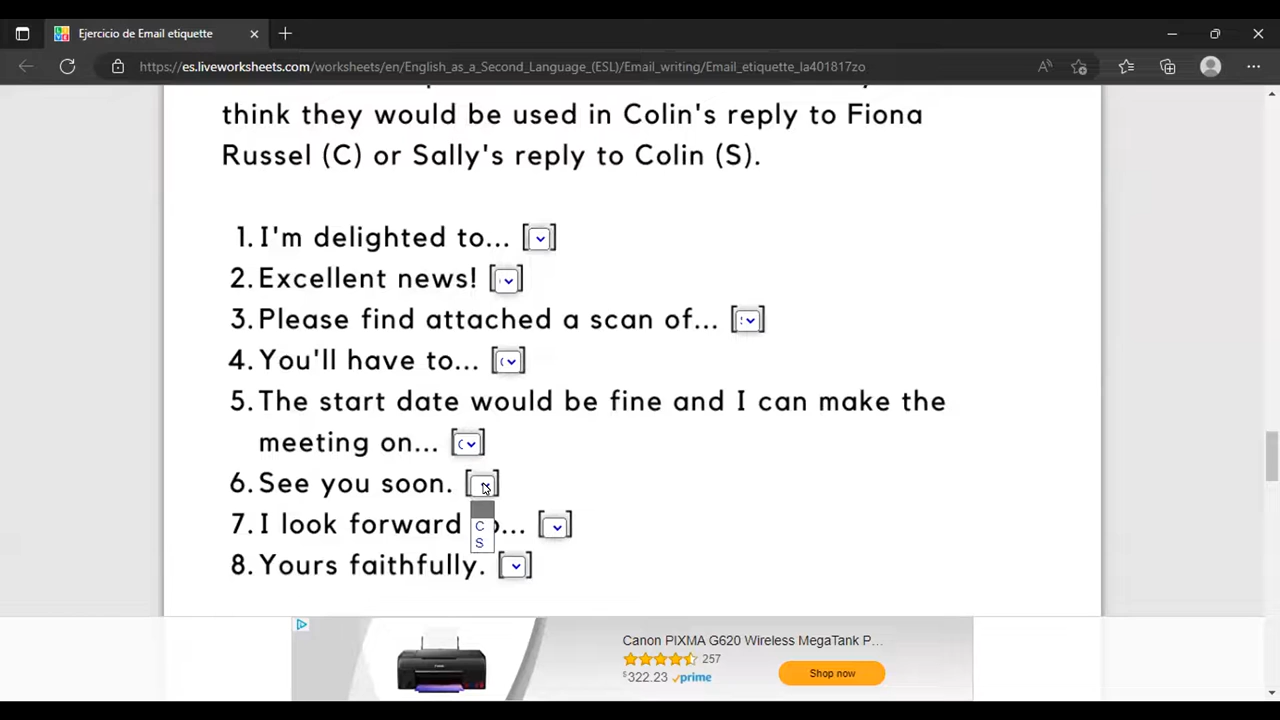 Ejercicio de Email etiquette
https://es.liveworksheets.com/worksheets/en/English_as_a_Second_Language_(ESL)/Email_writing/Email_etiquette_la401817zo
think they would be used in Colin's reply to Fiona
Russel (C) or Sally's reply to Colin (S).
1. I'm delighted to... [ ]
2. Excellent news! [ ]
3. Please find attached a scan of... [ ]
4. You'll have to... [ ]
5. The start date would be fine and I can make the
meeting on... [ ]
6. See you soon. [ ]
C
S
7. I look forward to... [ ]
8. Yours faithfully. [ ]
Canon PIXMA G620 Wireless MegaTank P...
257
$322.23 prime
Shop now